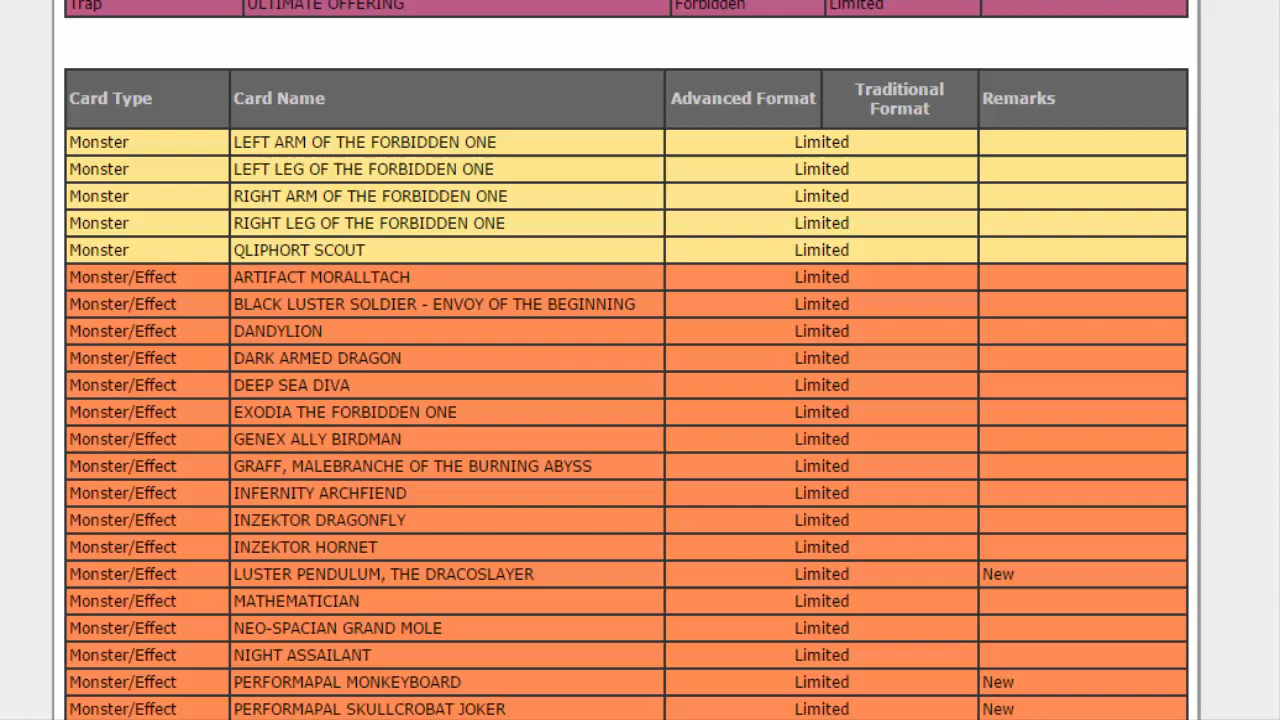 Trap ULTIMATE OFFERING Forbidden Limited
Card Type Card Name Advanced Format Traditional Format Remarks
Monster LEFT ARM OF THE FORBIDDEN ONE Limited
Monster LEFT LEG OF THE FORBIDDEN ONE Limited
Monster RIGHT ARM OF THE FORBIDDEN ONE Limited
Monster RIGHT LEG OF THE FORBIDDEN ONE Limited
Monster QLIPHORT SCOUT Limited
Monster/Effect ARTIFACT MORALLTACH Limited
Monster/Effect BLACK LUSTER SOLDIER - ENVOY OF THE BEGINNING Limited
Monster/Effect DANDYLION Limited
Monster/Effect DARK ARMED DRAGON Limited
Monster/Effect DEEP SEA DIVA Limited
Monster/Effect EXODIA THE FORBIDDEN ONE Limited
Monster/Effect GENEX ALLY BIRDMAN Limited
Monster/Effect GRAFF, MALEBRANCHE OF THE BURNING ABYSS Limited
Monster/Effect INFERNITY ARCHFIEND Limited
Monster/Effect INZEKTOR DRAGONFLY Limited
Monster/Effect INZEKTOR HORNET Limited
Monster/Effect LUSTER PENDULUM, THE DRACOSLAYER Limited New
Monster/Effect MATHEMATICIAN Limited
Monster/Effect NEO-SPACIAN GRAND MOLE Limited
Monster/Effect NIGHT ASSAILANT Limited
Monster/Effect PERFORMAPAL MONKEYBOARD Limited New
Monster/Effect PERFORMAPAL SKULLCROBAT JOKER Limited New